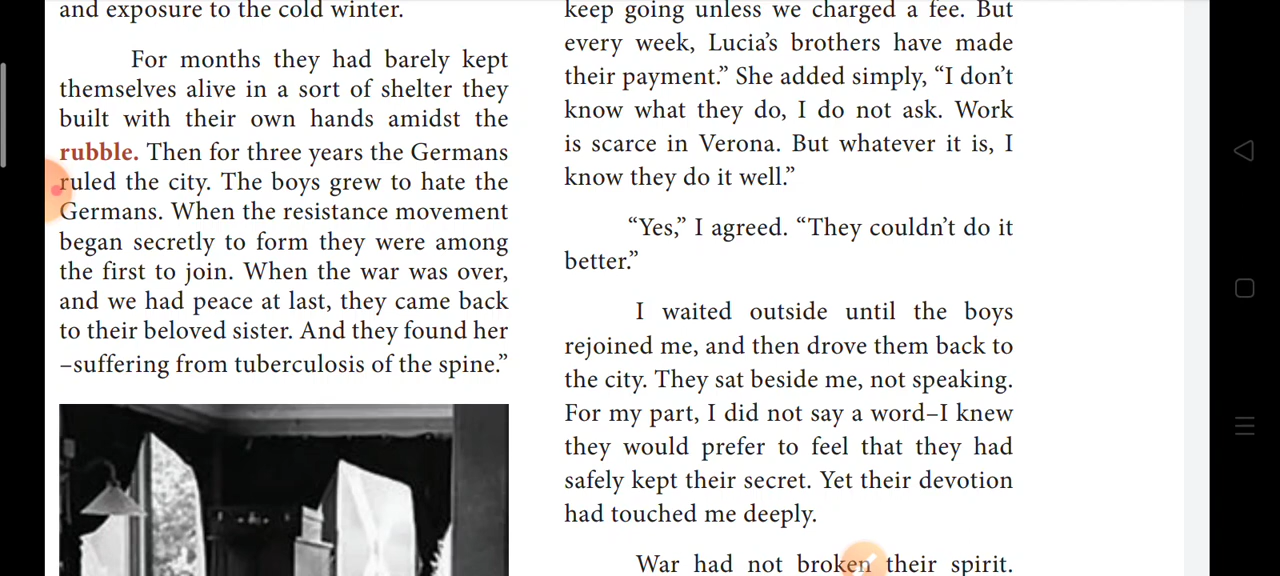 and exposure to the cold winter.
For months they had barely kept
themselves alive in a sort of shelter they
built with their own hands amidst the
rubble. Then for three years the Germans
ruled the city. The boys grew to hate the
Germans. When the resistance movement
began secretly to form they were among
the first to join. When the war was over,
and we had peace at last, they came back
to their beloved sister. And they found her
–suffering from tuberculosis of the spine.”
keep going unless we charged a fee. But
every week, Lucia’s brothers have made
their payment.” She added simply, “I don’t
know what they do, I do not ask. Work
is scarce in Verona. But whatever it is, I
know they do it well.”
“Yes,” I agreed. “They couldn’t do it
better.”
I waited outside until the boys
rejoined me, and then drove them back to
the city. They sat beside me, not speaking.
For my part, I did not say a word–I knew
they would prefer to feel that they had
safely kept their secret. Yet their devotion
had touched me deeply.
War had not broken their spirit.